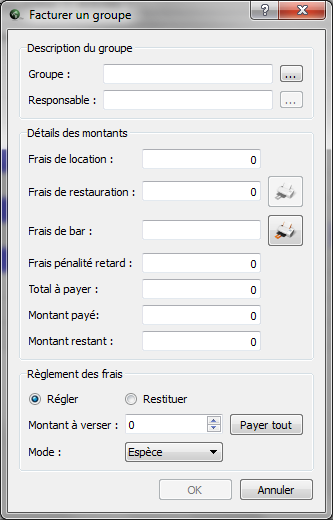 Facturer un groupe
Description du groupe
Groupe :
...
Responsable :
...
Détails des montants
Frais de location :
0
Frais de restauration :
0
Frais de bar :
Frais pénalité retard :
0
Total à payer :
0
Montant payé:
0
Montant restant :
0
Règlement des frais
Régler
Restituer
Montant à verser :
0
Payer tout
Mode :
Espèce
OK
Annuler